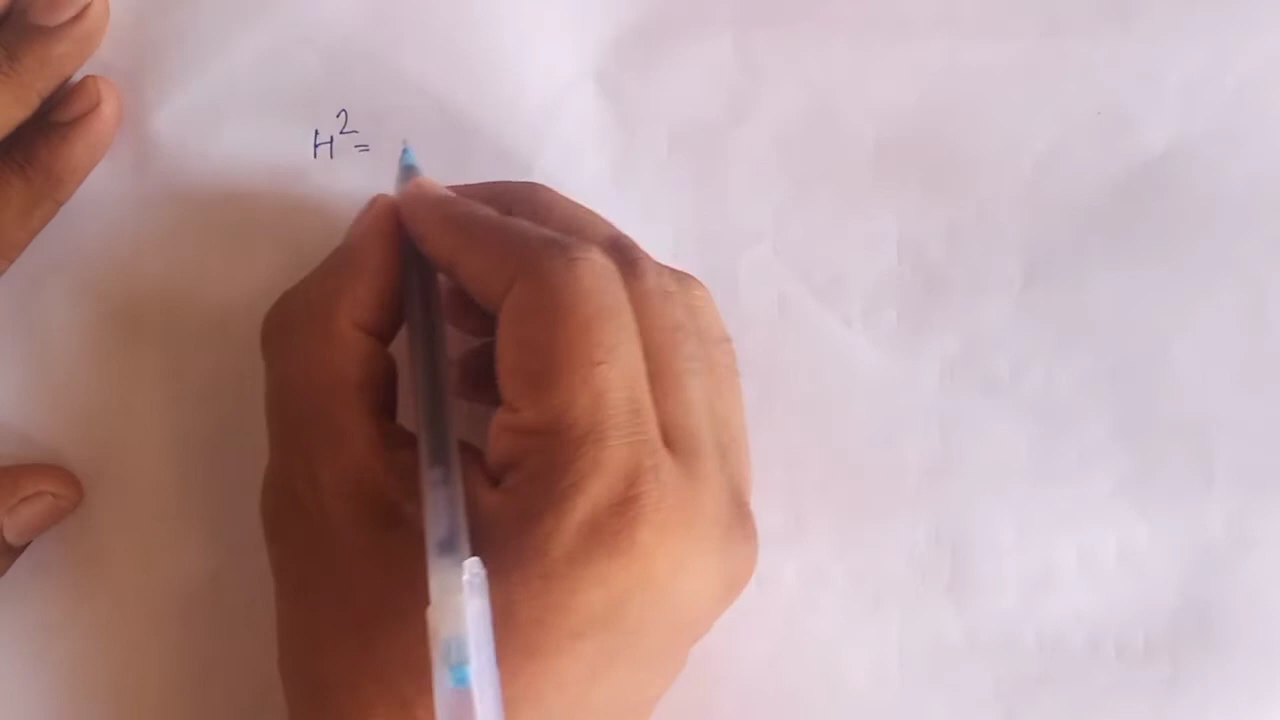 H² =